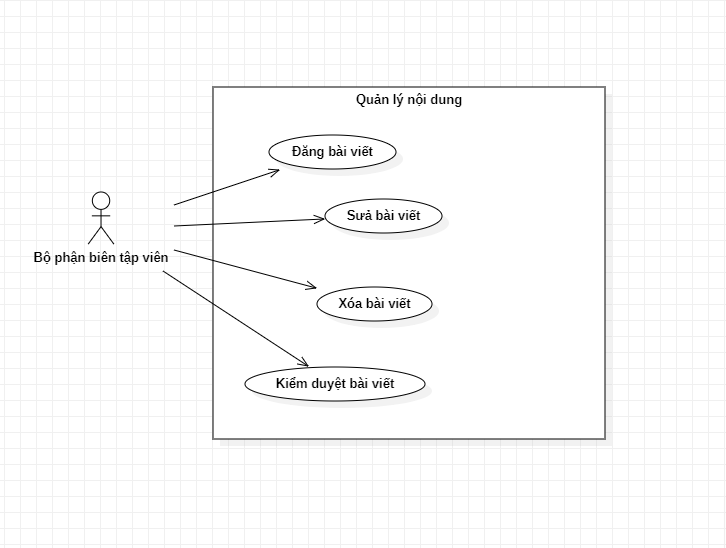 Quản lý nội dung
Đăng bài viết
Sưả bài viết
Bộ phận biên tập viên
Xóa bài viết
Kiểm duyệt bài viết